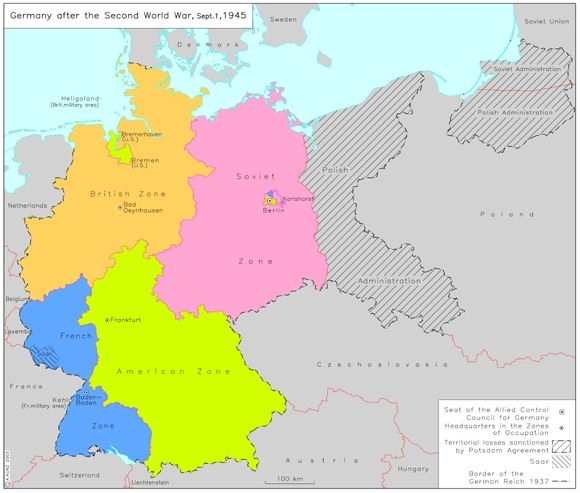 Germany after the Second World War, Sept.1, 1945
Sweden
Soviet Union
Denmark
Soviet Administration
Heligoland
(Brit.military area)
Polish Administration
Bremerhaven
(U.S.)
Bremen
(U.S.)
Polish
Soviet
British Zone
Karlshorst
Netherlands
Bad
Oeynhausen
Berlin
Poland
Zone
Administration
Belgium
Luxemb.
Frankfurt
French
Saar
American Zone
Czechoslovakia
France
Kehl
(Fr.military area)
Baden-
Baden
Zone
Seat of the Allied Control
Council for Germany
Headquarters in the Zones
of Occupation
Territorial losses sanctioned
by Potsdam Agreement
Saar
Border of the
German Reich 1937
Austria
Hungary
Switzerland
Liechtenstein
100 km
© A.KUNZ 2005